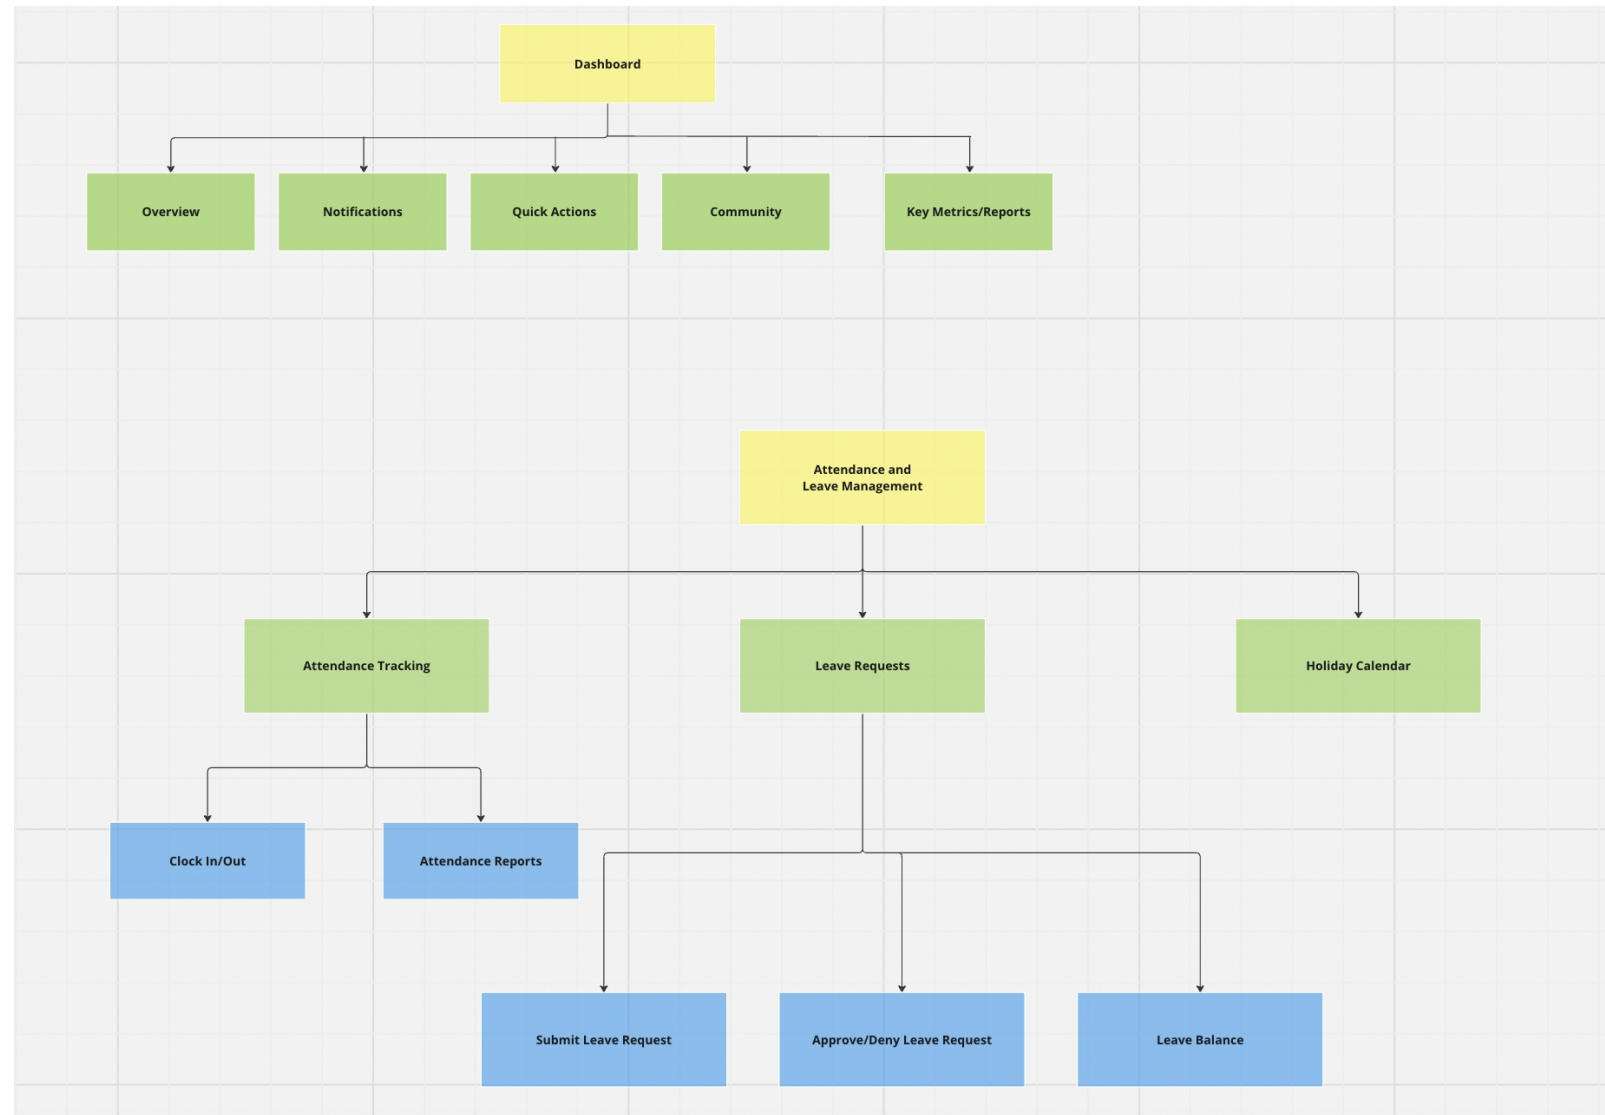 Dashboard
Overview
Notifications
Quick Actions
Community
Key Metrics/Reports
Attendance and
Leave Management
Attendance Tracking
Leave Requests
Holiday Calendar
Clock In/Out
Attendance Reports
Submit Leave Request
Approve/Deny Leave Request
Leave Balance